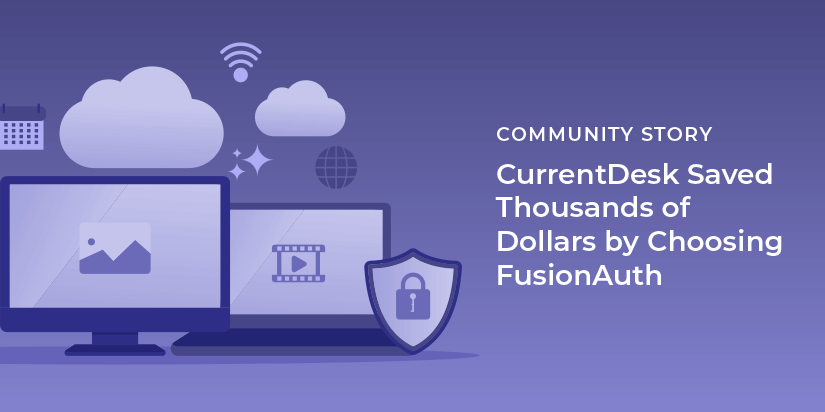 COMMUNITY STORY
CurrentDesk Saved
Thousands of
Dollars by Choosing
FusionAuth